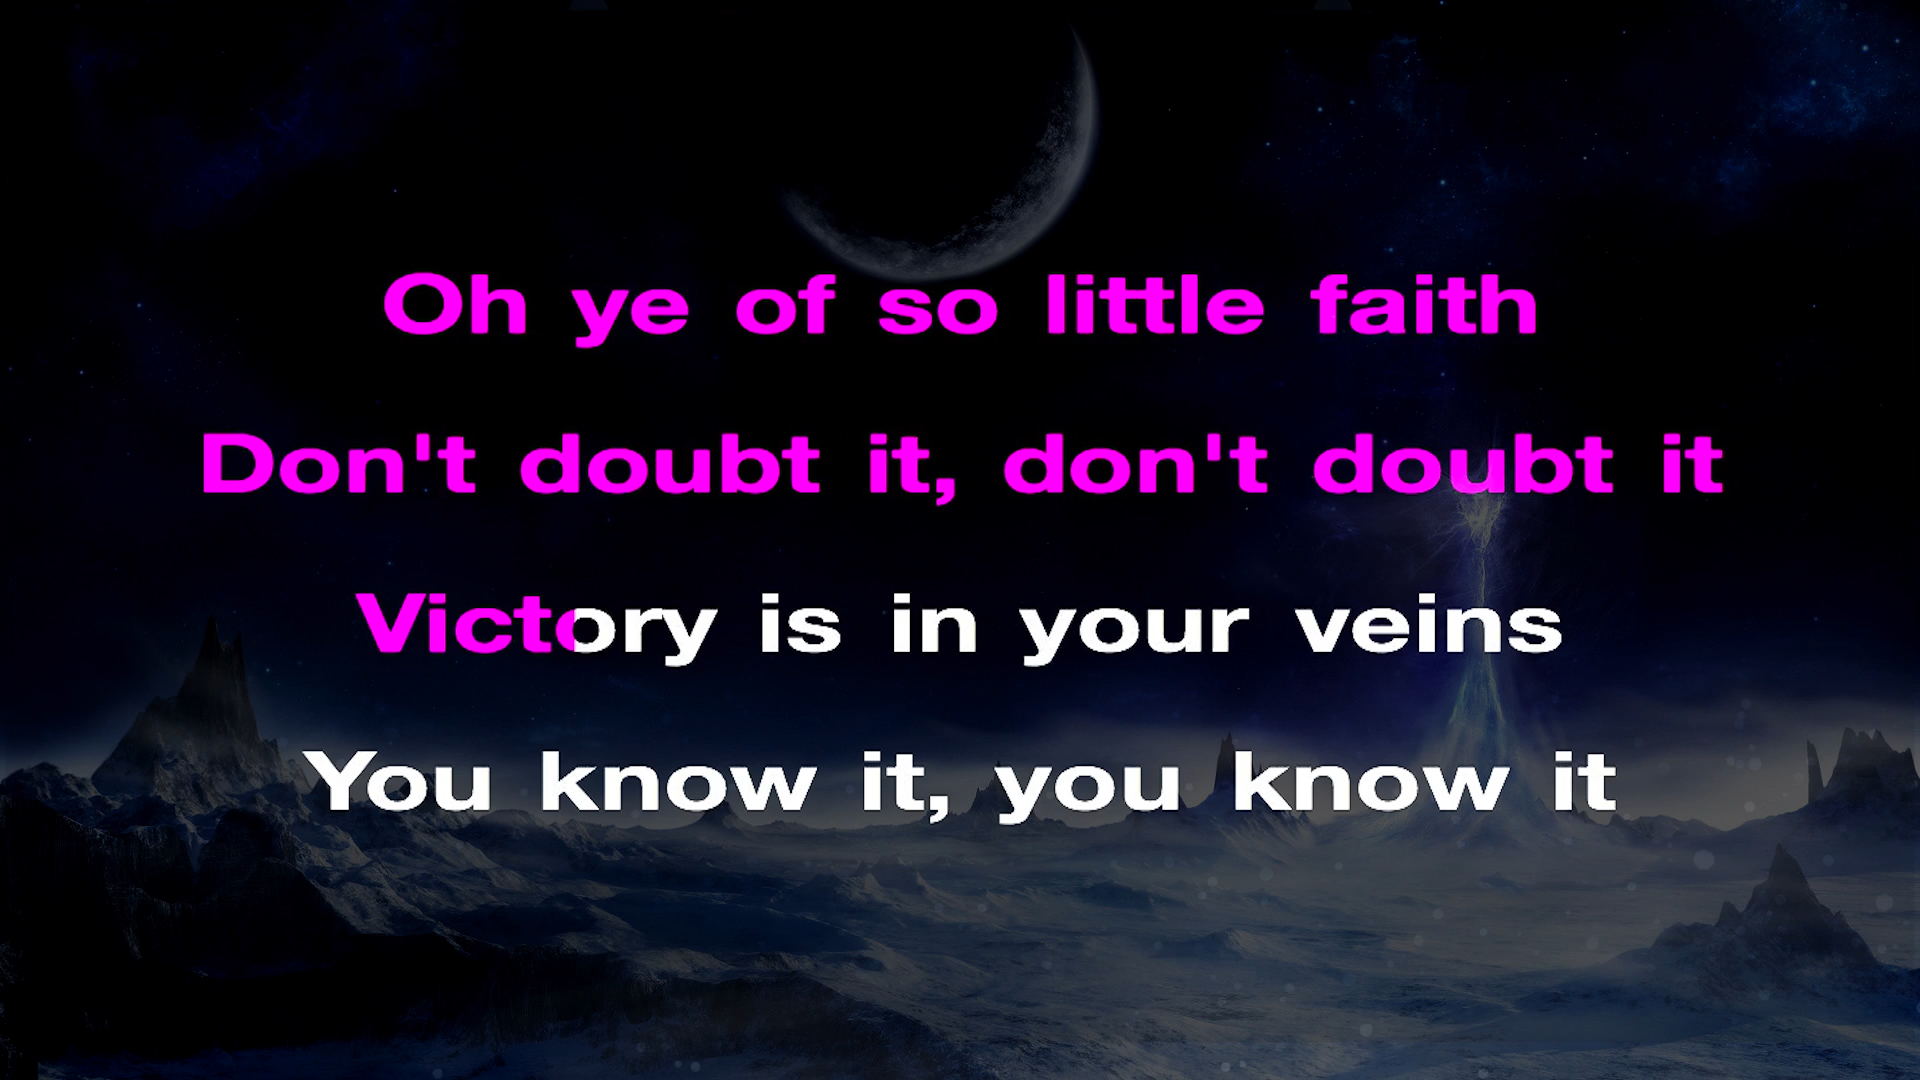 Oh ye of so little faith
Don't doubt it, don't doubt it
Victory is in your veins
You know it, you know it